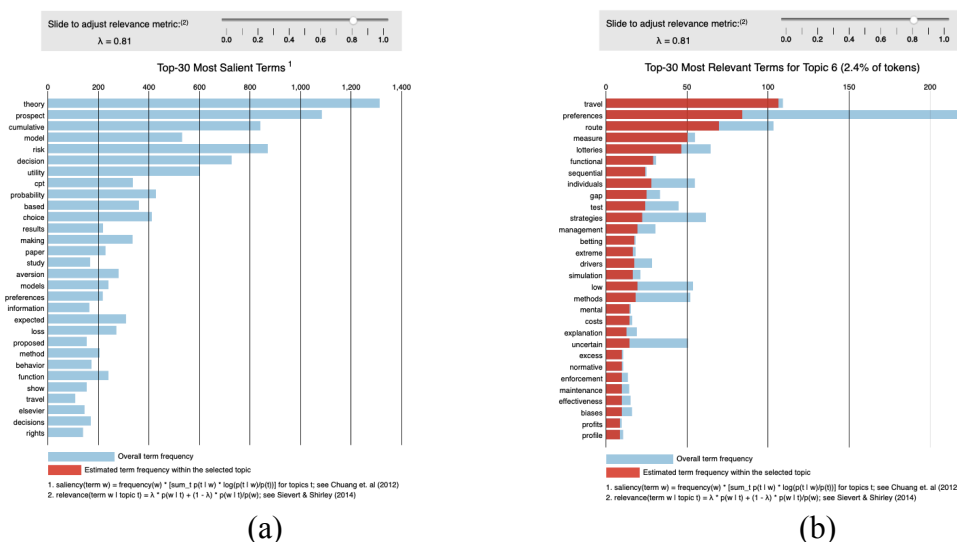 Slide to adjust relevance metric:(2)
λ = 0.81
0.0 0.2 0.4 0.6 0.8 1.0
Top-30 Most Salient Terms 1
0 200 400 600 800 1,000 1,200 1,400
theory
prospect
cumulative
model
risk
decision
utility
cpt
probability
based
choice
results
making
paper
study
aversion
models
preferences
information
expected
loss
proposed
method
behavior
function
show
travel
elsevier
decisions
rights
Overall term frequency
Estimated term frequency within the selected topic
1. saliency(term w) = frequency(w) * [sum_t p(t | w) * log(p(t | w)/p(t))] for topics t; see Chuang et. al (2012)
2. relevance(term w | topic t) = λ * p(w | t) + (1 - λ) * p(w | t)/p(w); see Sievert & Shirley (2014)
(a)
Slide to adjust relevance metric:(2)
λ = 0.81
0.0 0.2 0.4 0.6 0.8 1.0
Top-30 Most Relevant Terms for Topic 6 (2.4% of tokens)
0 50 100 150 200
travel
preferences
route
measure
lotteries
functional
sequential
individuals
gap
test
strategies
management
betting
extreme
drivers
simulation
low
methods
mental
costs
explanation
uncertain
excess
normative
enforcement
maintenance
effectiveness
biases
profits
profile
Overall term frequency
Estimated term frequency within the selected topic
1. saliency(term w) = frequency(w) * [sum_t p(t | w) * log(p(t | w)/p(t))] for topics t; see Chuang et. al (2012)
2. relevance(term w | topic t) = λ * p(w | t) + (1 - λ) * p(w | t)/p(w); see Sievert & Shirley (2014)
(b)